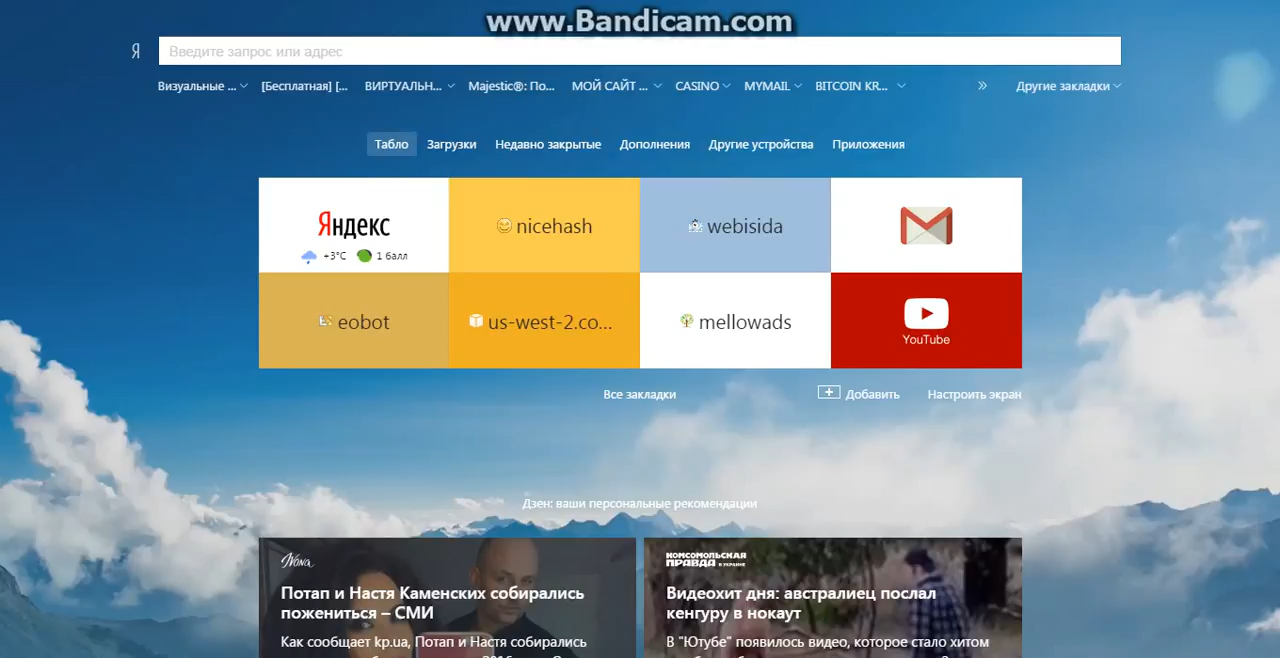 www.Bandicam.com
Я Введите запрос или адрес
Визуальные ... [Бесплатная] [... ВИРТУАЛЬН... Majestic®: По... МОЙ САЙТ ... CASINO MYMAIL BITCOIN KR... » Другие закладки
Табло Загрузки Недавно закрытые Дополнения Другие устройства Приложения
Яндекс
+3°C 1 балл
nicehash
webisida
eobot
us-west-2.co...
mellowads
YouTube
Все закладки Добавить Настроить экран
Дзен: ваши персональные рекомендации
iVona
Потап и Настя Каменских собирались
пожениться – СМИ
Как сообщает kp.ua, Потап и Настя собирались
КОМСОМОЛЬСКАЯ
ПРАВДА В УКРАИНЕ
Видеохит дня: австралиец послал
кенгуру в нокаут
В "Ютубе" появилось видео, которое стало хитом